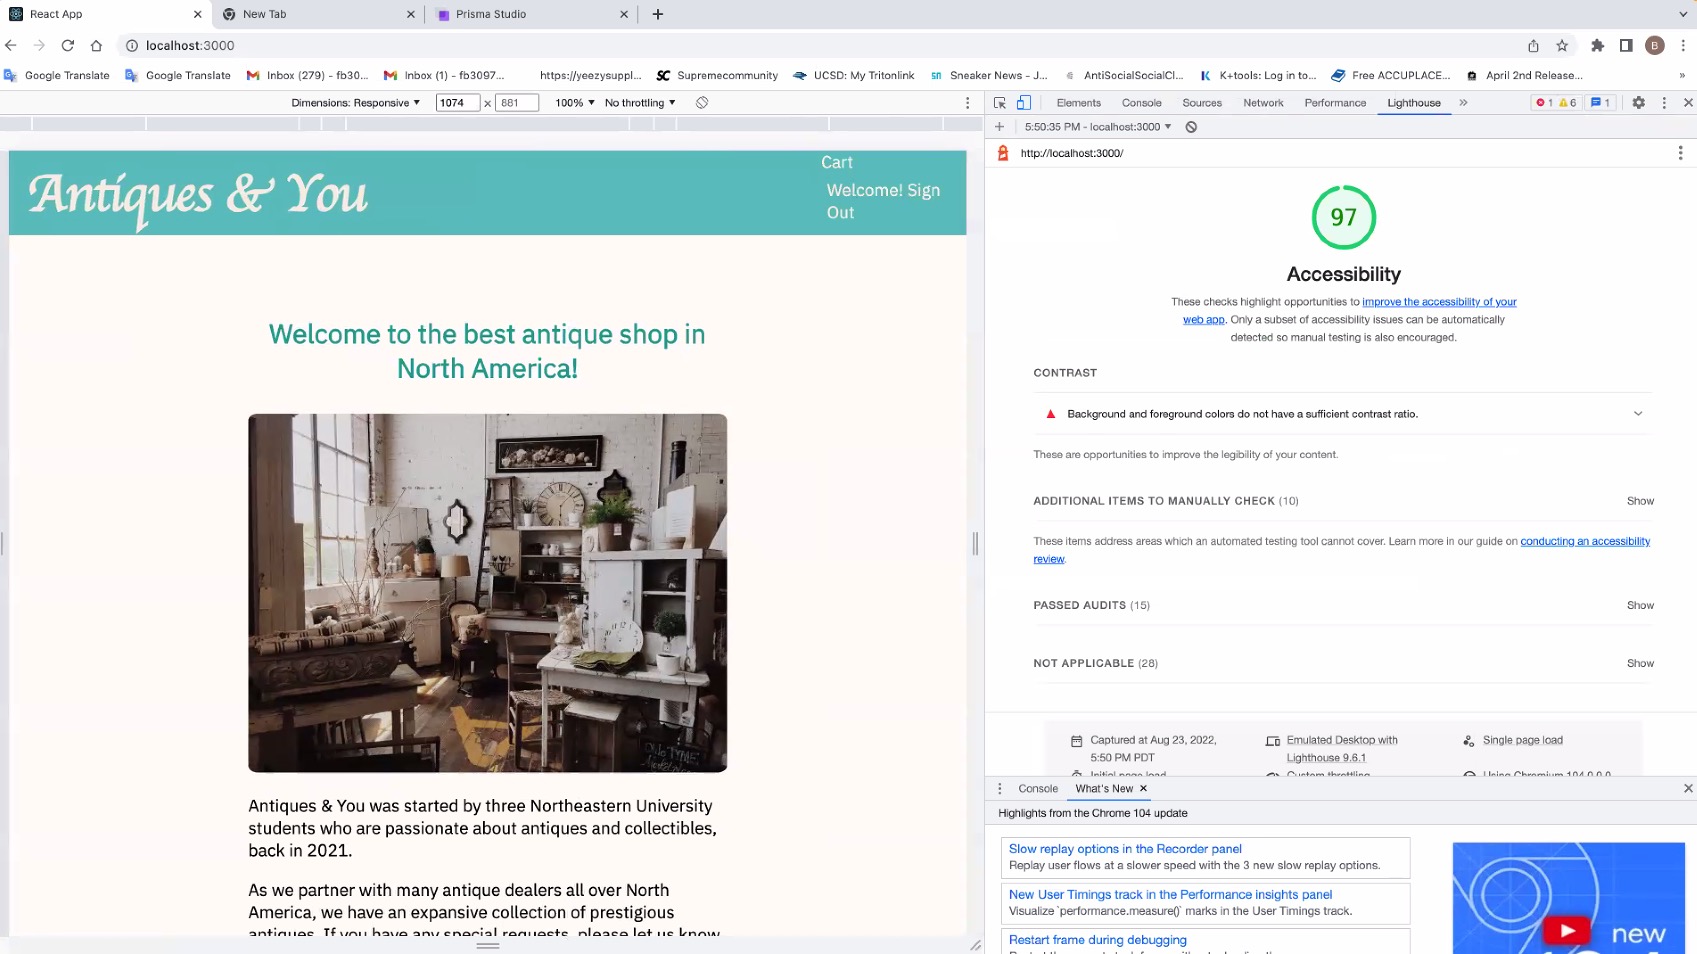 React App
New Tab
Prisma Studio
localhost:3000
B
Google Translate
Google Translate
Inbox (279) - fb30...
Inbox (1) - fb3097...
https://yeezysuppl...
SC Supremecommunity
UCSD: My Tritonlink
Sneaker News - J...
AntiSocialSocialCl...
K+tools: Log in to...
Free ACCUPLACE...
April 2nd Release...
»
Dimensions: Responsive
1074 × 881
100%
No throttling
Elements
Console
Sources
Network
Performance
Lighthouse
»
1
6
1
5:50:35 PM - localhost:3000
http://localhost:3000/
Antiques & You
Cart
Welcome! Sign
Out
Welcome to the best antique shop in
North America!
Antiques & You was started by three Northeastern University
students who are passionate about antiques and collectibles,
back in 2021.
As we partner with many antique dealers all over North
America, we have an expansive collection of prestigious
antiques. If you have any special requests, please let us know
97
Accessibility
These checks highlight opportunities to improve the accessibility of your
web app. Only a subset of accessibility issues can be automatically
detected so manual testing is also encouraged.
CONTRAST
Background and foreground colors do not have a sufficient contrast ratio.
These are opportunities to improve the legibility of your content.
ADDITIONAL ITEMS TO MANUALLY CHECK (10)
Show
These items address areas which an automated testing tool cannot cover. Learn more in our guide on conducting an accessibility
review.
PASSED AUDITS (15)
Show
NOT APPLICABLE (28)
Show
Captured at Aug 23, 2022,
5:50 PM PDT
Emulated Desktop with
Lighthouse 9.6.1
Single page load
Initial page load
Custom throttling
Using Chromium 104.0.0.0
Console
What's New
Highlights from the Chrome 104 update
Slow replay options in the Recorder panel
Replay user flows at a slower speed with the 3 new slow replay options.
New User Timings track in the Performance insights panel
Visualize `performance.measure()` marks in the User Timings track.
Restart frame during debugging
new